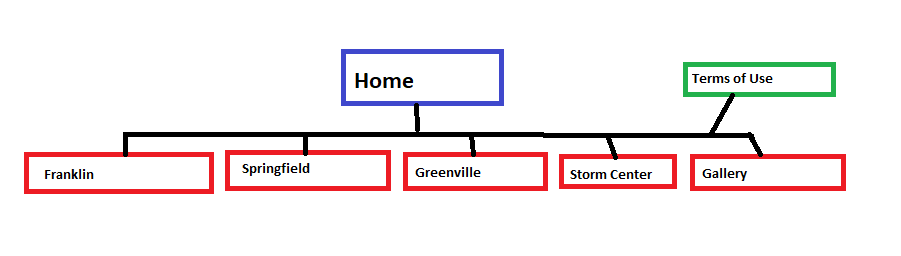 Home
Terms of Use
Franklin
Springfield
Greenville
Storm Center
Gallery